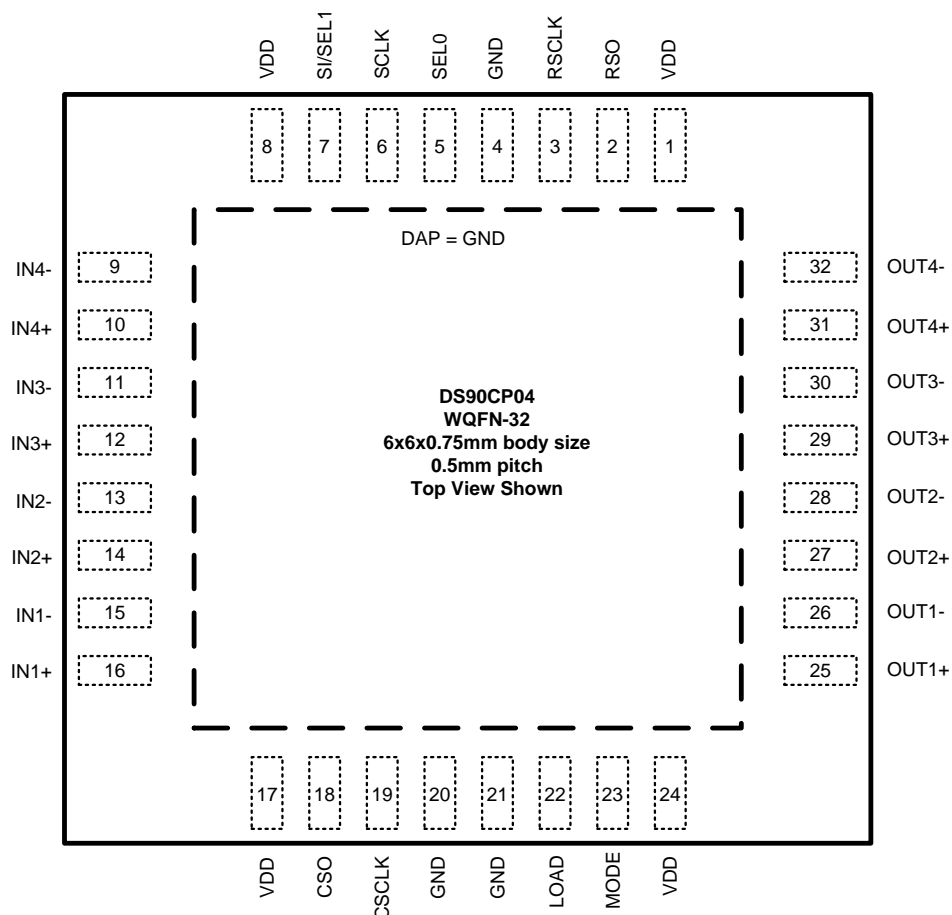 VDD
SI/SEL1
SCLK
SEL0
GND
RSCLK
RSO
VDD
8
7
6
5
4
3
2
1
DAP = GND
IN4-
9
32
OUT4-
IN4+
10
31
OUT4+
IN3-
11
30
OUT3-
IN3+
12
29
OUT3+
IN2-
13
28
OUT2-
IN2+
14
27
OUT2+
IN1-
15
26
OUT1-
IN1+
16
25
OUT1+
DS90CP04
WQFN-32
6x6x0.75mm body size
0.5mm pitch
Top View Shown
17
18
19
20
21
22
23
24
VDD
CSO
CSCLK
GND
GND
LOAD
MODE
VDD